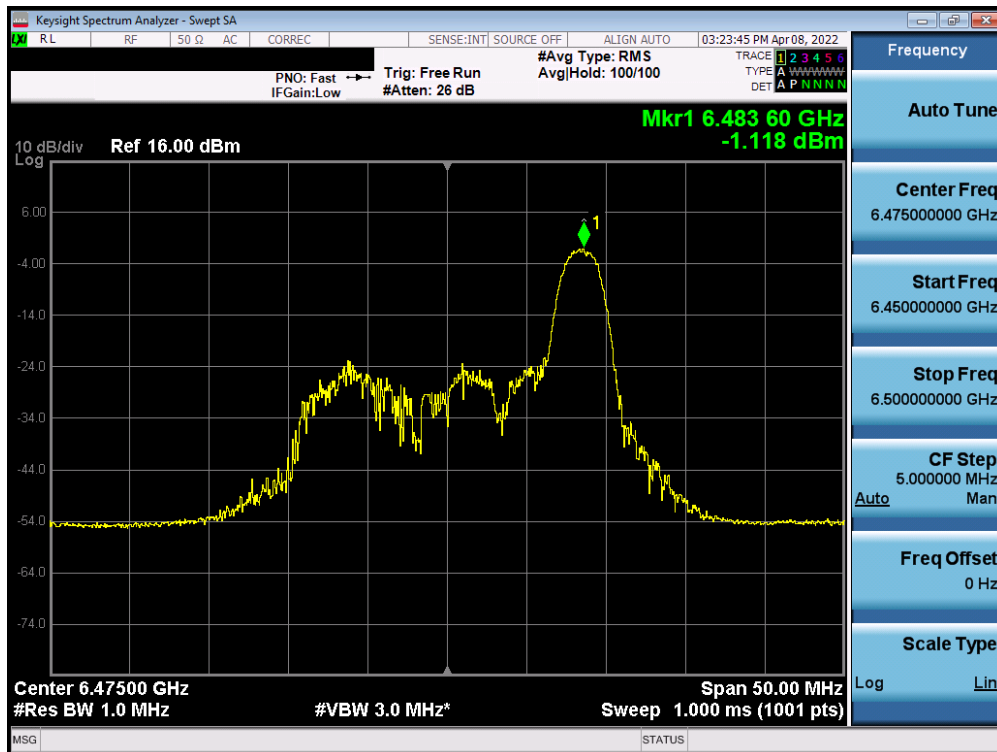 Keysight Spectrum Analyzer - Swept SA
LXI RL RF 50 Ω AC CORREC SENSE:INT SOURCE OFF ALIGN AUTO 03:23:45 PM Apr 08, 2022
Frequency
PNO: Fast
IFGain:Low
Trig: Free Run
#Atten: 26 dB
#Avg Type: RMS
Avg|Hold: 100/100
TRACE 1 2 3 4 5 6
TYPE A WWWWW
DET A P N N N N
Mkr1 6.483 60 GHz
-1.118 dBm
10 dB/div Ref 16.00 dBm
Log
1
6.00
-4.00
-14.0
-24.0
-34.0
-44.0
-54.0
-64.0
-74.0
Center 6.47500 GHz Span 50.00 MHz
#Res BW 1.0 MHz #VBW 3.0 MHz* Sweep 1.000 ms (1001 pts)
MSG STATUS
Auto Tune
Center Freq
6.475000000 GHz
Start Freq
6.450000000 GHz
Stop Freq
6.500000000 GHz
CF Step
5.000000 MHz
Auto Man
Freq Offset
0 Hz
Scale Type
Log Lin